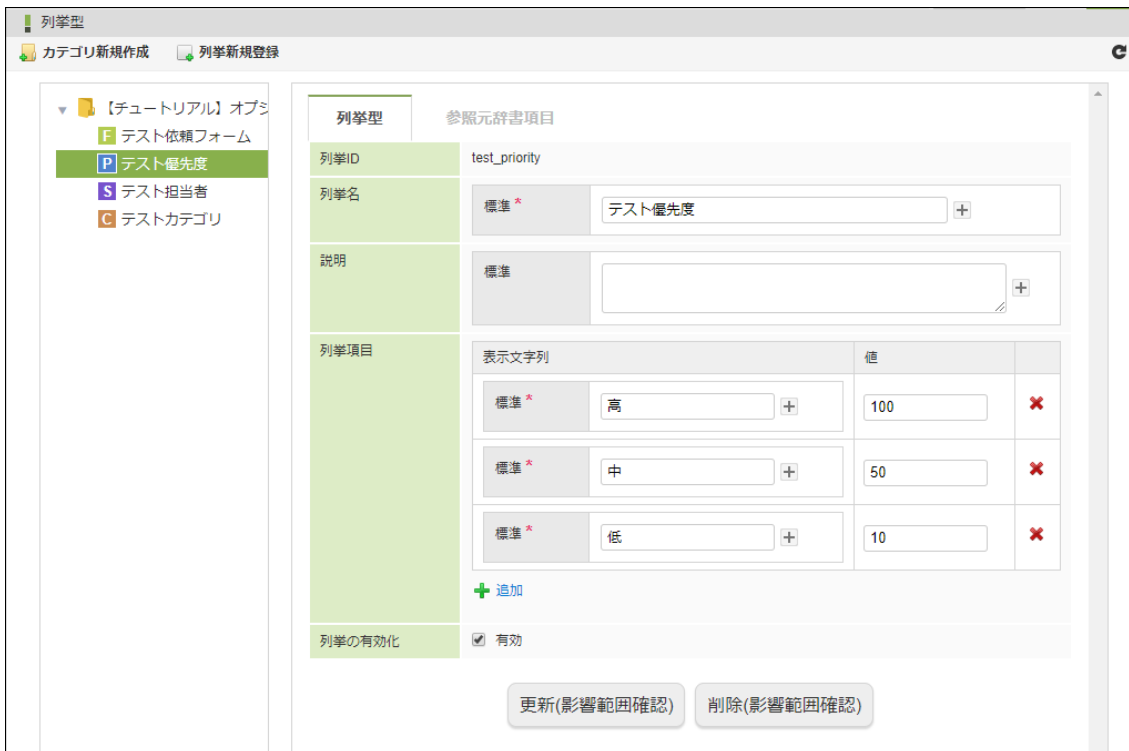 列挙型
カテゴリ新規作成 列挙新規登録
【チュートリアル】オプシ
F テスト依頼フォーム
P テスト優先度
S テスト担当者
C テストカテゴリ
列挙型 参照元辞書項目
列挙ID test_priority
列挙名 標準 * テスト優先度
説明 標準
列挙項目 表示文字列 値
標準 * 高 100
標準 * 中 50
標準 * 低 10
追加
列挙の有効化 有効
更新(影響範囲確認) 削除(影響範囲確認)